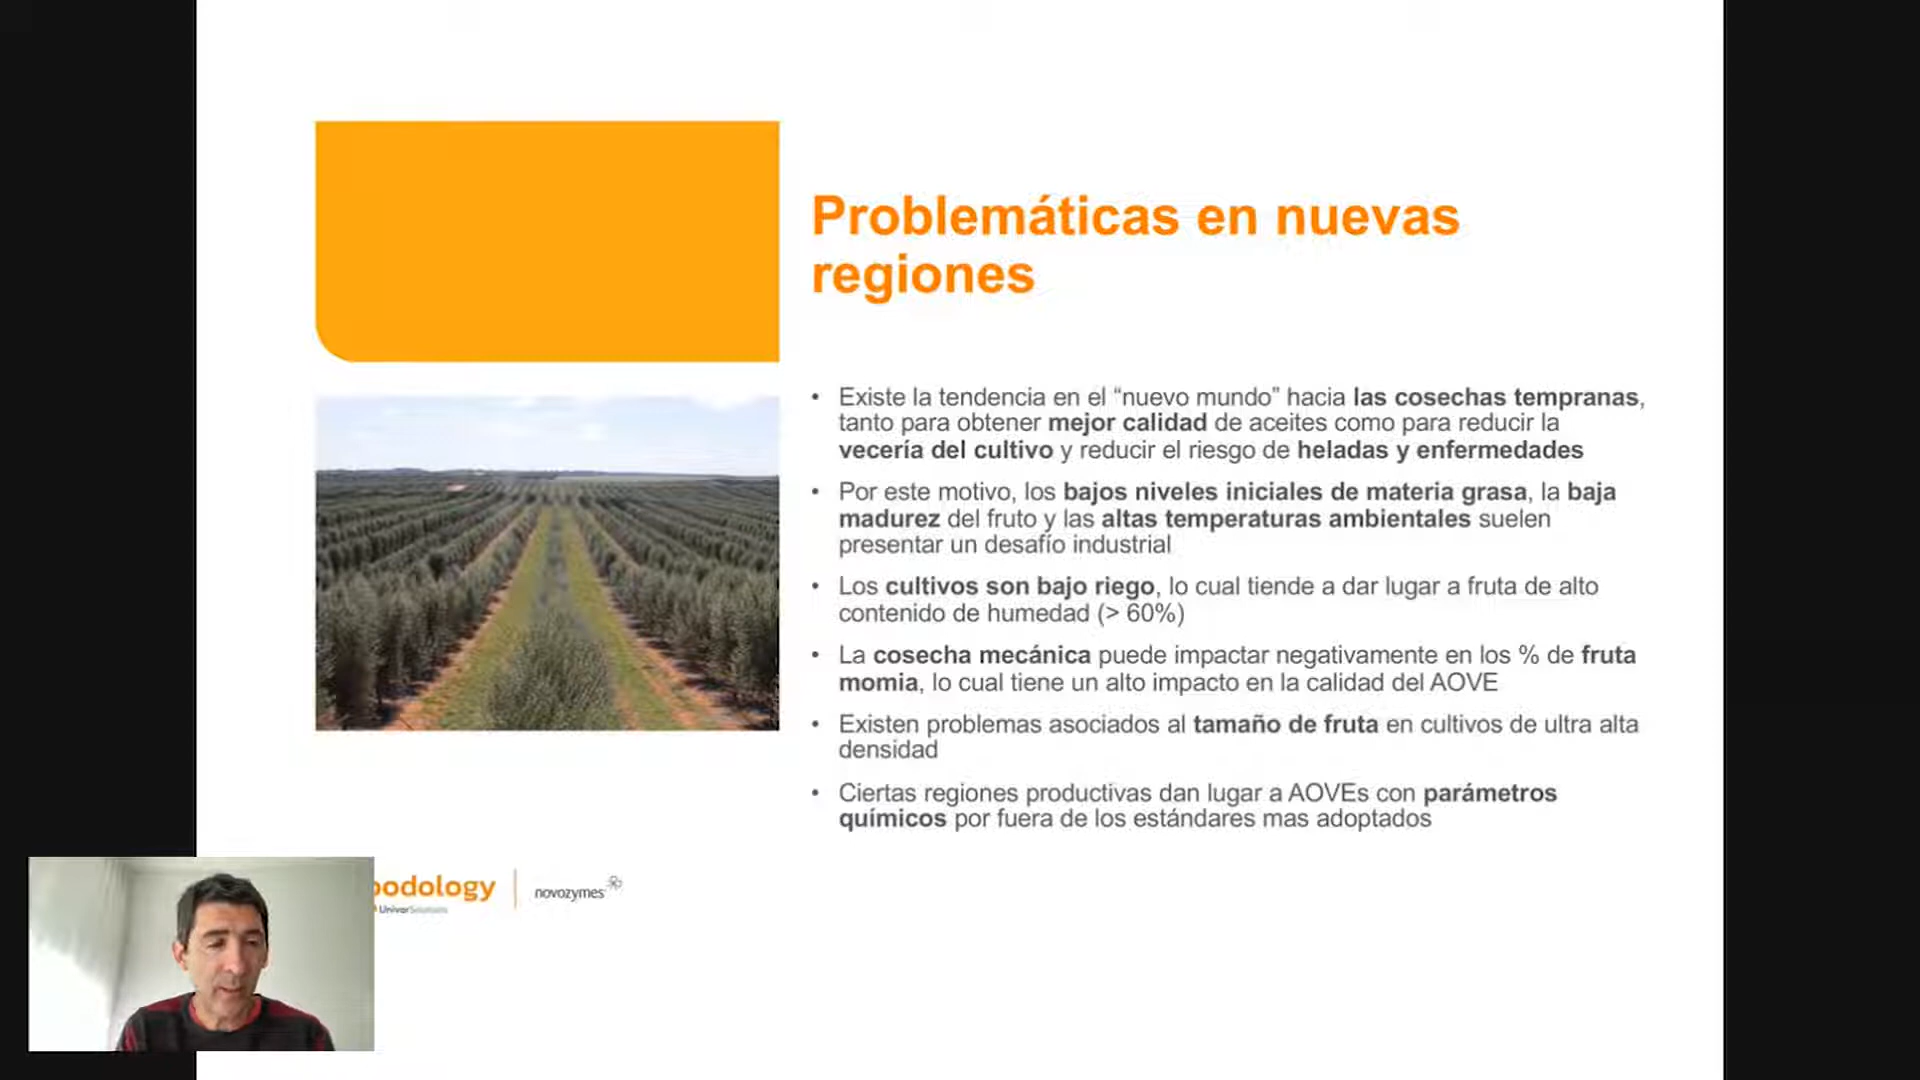 Problemáticas en nuevas
regiones
• Existe la tendencia en el “nuevo mundo” hacia las cosechas tempranas,
tanto para obtener mejor calidad de aceites como para reducir la
vecería del cultivo y reducir el riesgo de heladas y enfermedades
• Por este motivo, los bajos niveles iniciales de materia grasa, la baja
madurez del fruto y las altas temperaturas ambientales suelen
presentar un desafío industrial
• Los cultivos son bajo riego, lo cual tiende a dar lugar a fruta de alto
contenido de humedad (> 60%)
• La cosecha mecánica puede impactar negativamente en los % de fruta
momia, lo cual tiene un alto impacto en la calidad del AOVE
• Existen problemas asociados al tamaño de fruta en cultivos de ultra alta
densidad
• Ciertas regiones productivas dan lugar a AOVEs con parámetros
químicos por fuera de los estándares mas adoptados
oodology
Univar Solutions
novozymes